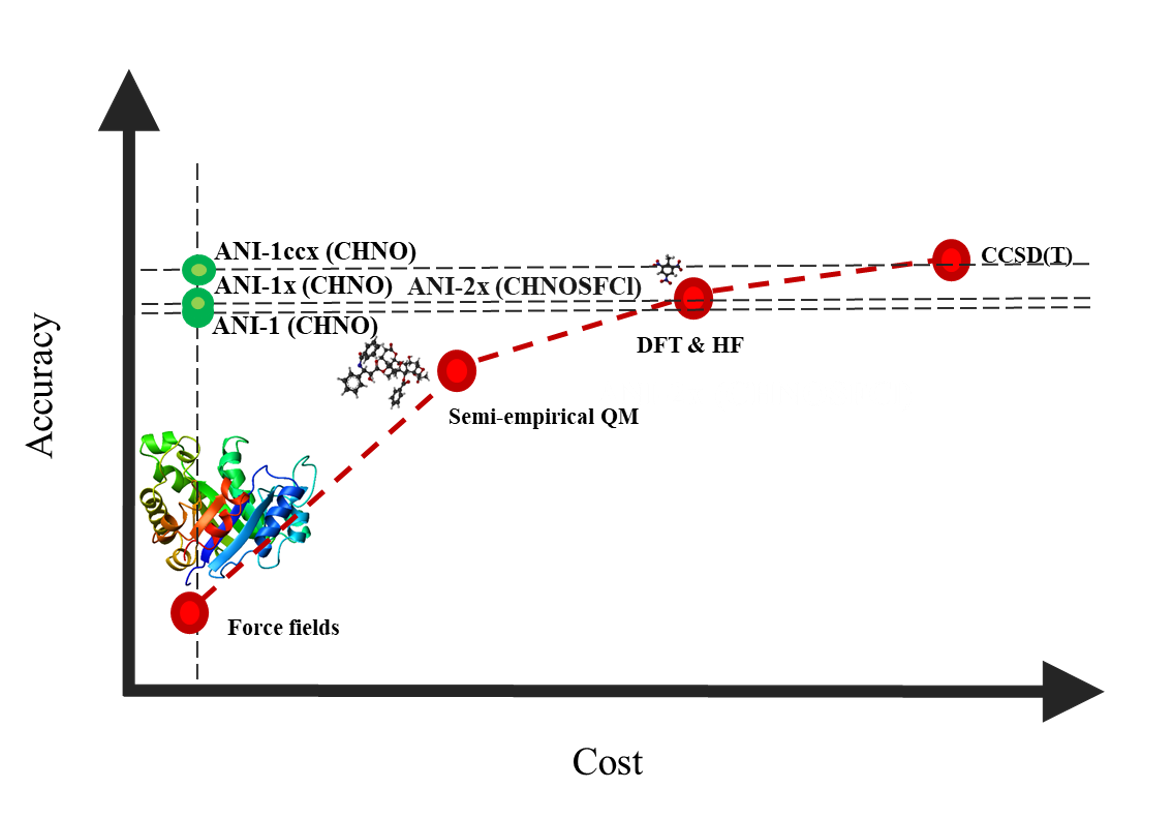 ANI-1ccx (CHNO)
CCSD(T)
ANI-1x (CHNO) ANI-2x (CHNOSFCl)
ANI-1 (CHNO)
DFT & HF
Semi-empirical QM
Accuracy
Force fields
Cost